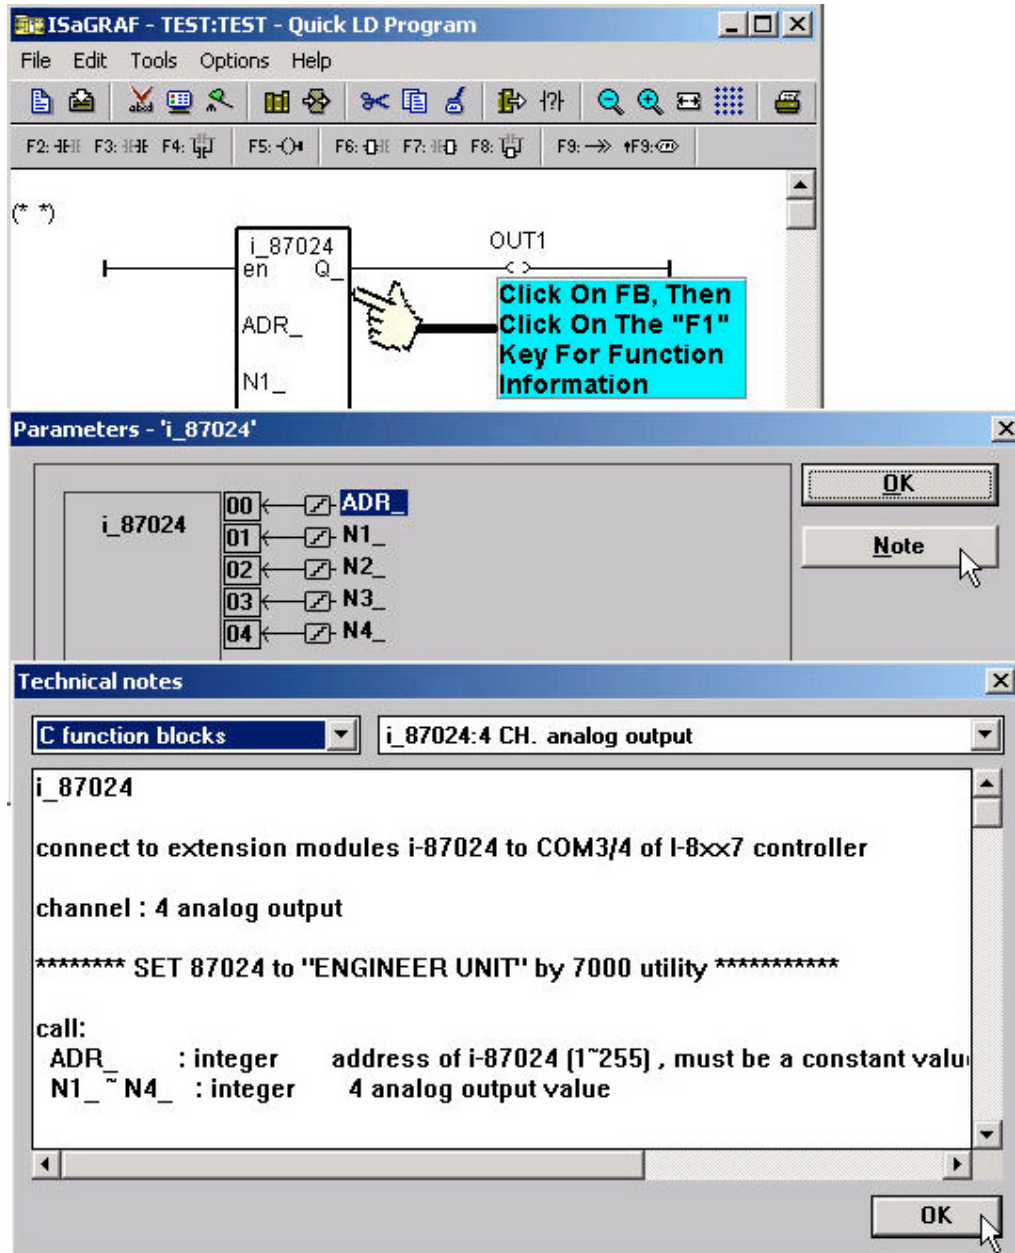 ISaGRAF - TEST:TEST - Quick LD Program
File Edit Tools Options Help
F2: F3: F4: F5: F6: F7: F8: F9: F9:
(* *)
i_87024
en Q_
OUT1
ADR_
N1_
Click On FB, Then
Click On The "F1"
Key For Function
Information
Parameters - 'i_87024'
i_87024
00 ADR_
01 N1_
02 N2_
03 N3_
04 N4_
OK
Note
Technical notes
C function blocks
i_87024:4 CH. analog output
i_87024
connect to extension modules i-87024 to COM3/4 of I-8xx7 controller
channel : 4 analog output
******** SET 87024 to "ENGINEER UNIT" by 7000 utility ***********
call:
ADR_ : integer address of i-87024 (1~255) , must be a constant valu
N1_ ~ N4_ : integer 4 analog output value
OK